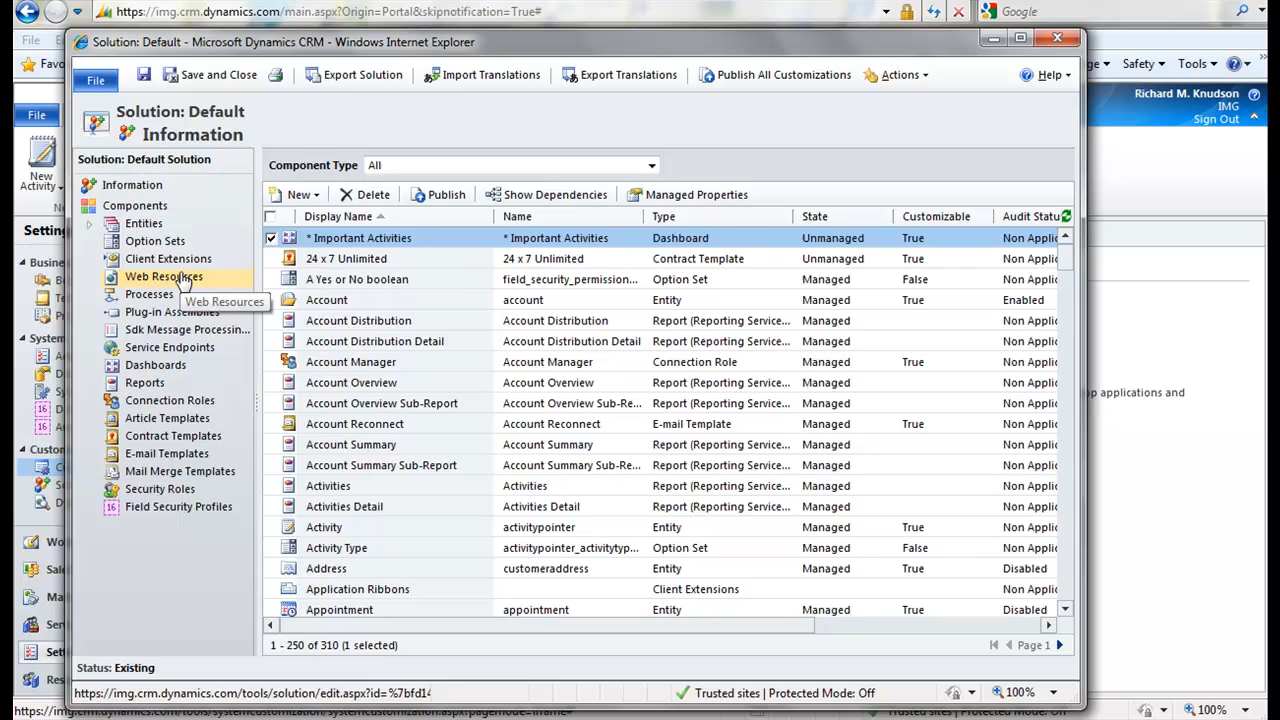 https://img.crm.dynamics.com/main.aspx?Origin=Portal&skipnotification=True#
Google
File
Solution: Default - Microsoft Dynamics CRM - Windows Internet Explorer
Favo
Safety
Tools
File
Save and Close
Export Solution
Import Translations
Export Translations
Publish All Customizations
Actions
Help
Richard M. Knudson
IMG
Sign Out
File
New
Activity
Solution: Default
Information
Solution: Default Solution
Component Type
All
Information
Components
Entities
Option Sets
Client Extensions
Web Resources
Web Resources
Processes
Plug-in Assemblies
Sdk Message Processin...
Service Endpoints
Dashboards
Reports
Connection Roles
Article Templates
Contract Templates
E-mail Templates
Mail Merge Templates
Security Roles
Field Security Profiles
New
Delete
Publish
Show Dependencies
Managed Properties
Display Name Name Type State Customizable Audit Status
* Important Activities * Important Activities Dashboard Unmanaged True Non Applic
24 x 7 Unlimited 24 x 7 Unlimited Contract Template Unmanaged True Non Applic
A Yes or No boolean field_security_permission... Option Set Managed False Non Applic
Account account Entity Managed True Enabled
Account Distribution Account Distribution Report (Reporting Service... Managed Non Applic
Account Distribution Detail Account Distribution Detail Report (Reporting Service... Managed Non Applic
Account Manager Account Manager Connection Role Managed True Non Applic
Account Overview Account Overview Report (Reporting Service... Managed Non Applic
Account Overview Sub-Report Account Overview Sub-Re... Report (Reporting Service... Managed Non Applic
Account Reconnect Account Reconnect E-mail Template Managed True Non Applic
Account Summary Account Summary Report (Reporting Service... Managed Non Applic
Account Summary Sub-Report Account Summary Sub-Re... Report (Reporting Service... Managed Non Applic
Activities Activities Report (Reporting Service... Managed Non Applic
Activities Detail Activities Detail Report (Reporting Service... Managed Non Applic
Activity activitypointer Entity Managed True Non Applic
Activity Type activitypointer_activitytyp... Option Set Managed False Non Applic
Address customeraddress Entity Managed True Disabled
Application Ribbons Client Extensions Non Applic
Appointment appointment Entity Managed True Disabled
1 - 250 of 310 (1 selected)
Page 1
Status: Existing
https://img.crm.dynamics.com/tools/solution/edit.aspx?id=%7bfd14
Trusted sites | Protected Mode: Off
100%
Settin
Busines
System
Custom
Wo
Sale
Ma
Serv
Sett
Res
op applications and
100%